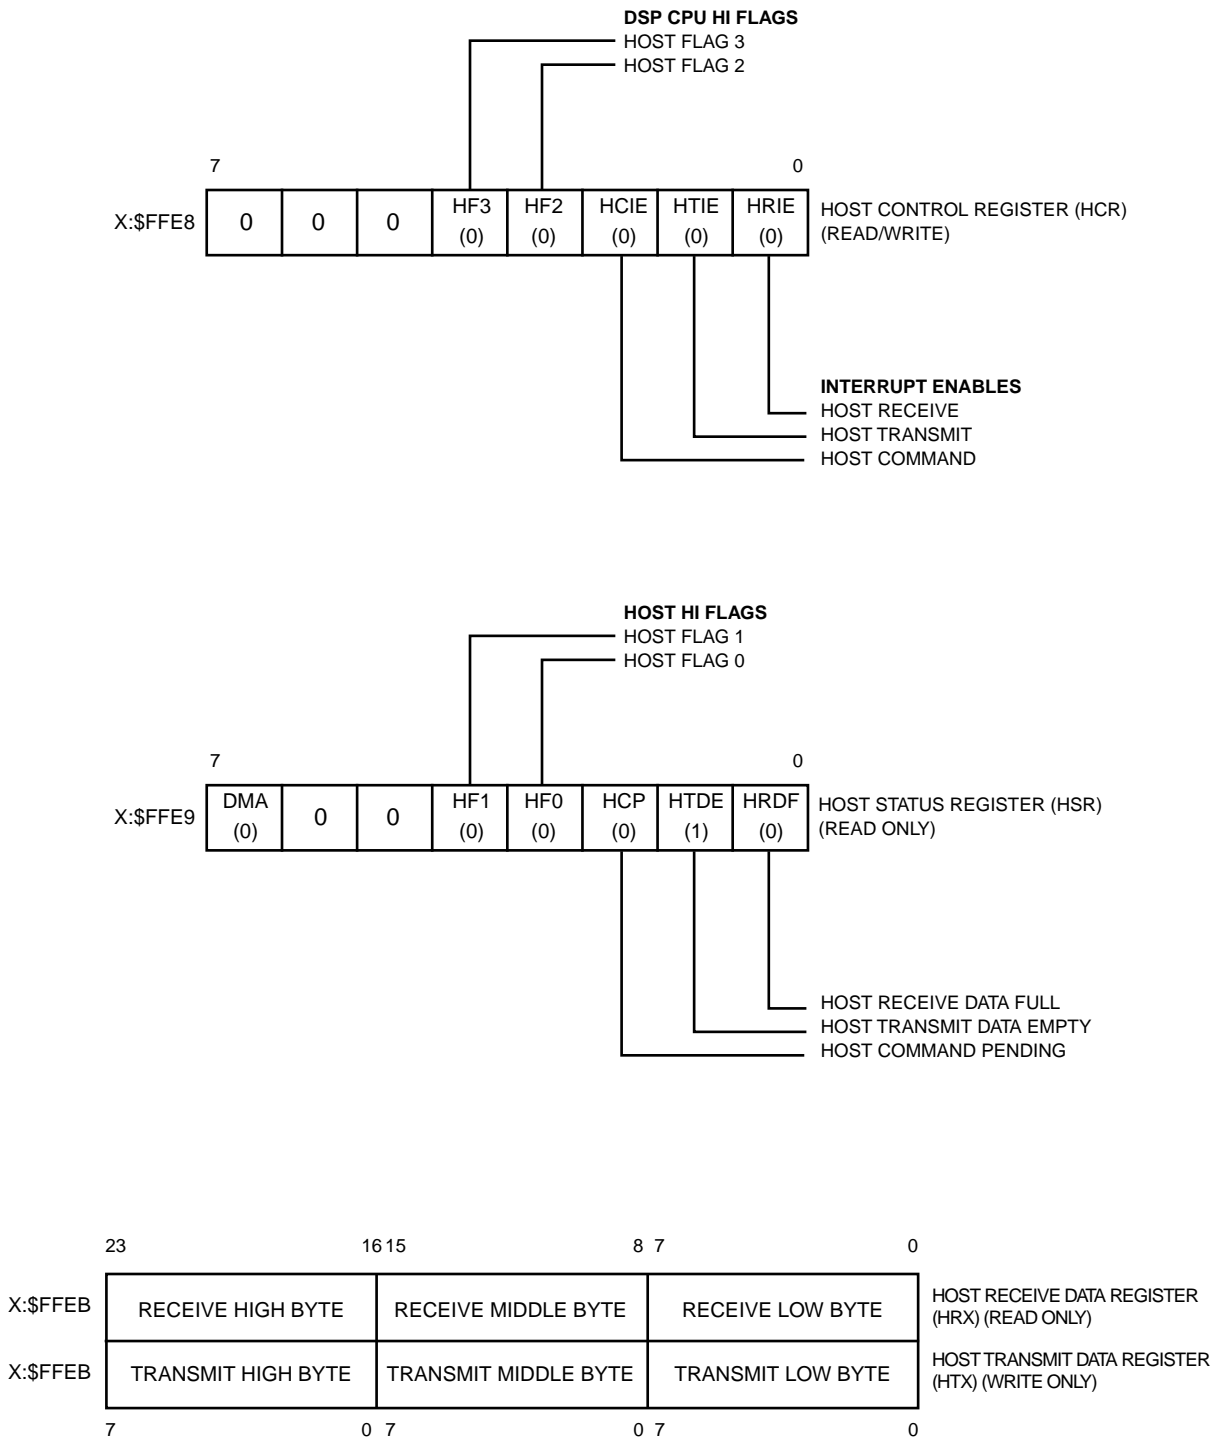 DSP CPU HI FLAGS
HOST FLAG 3
HOST FLAG 2
7 0
X:$FFE8 0 0 0 HF3 (0) HF2 (0) HCIE (0) HTIE (0) HRIE (0) HOST CONTROL REGISTER (HCR)
(READ/WRITE)
INTERRUPT ENABLES
HOST RECEIVE
HOST TRANSMIT
HOST COMMAND
HOST HI FLAGS
HOST FLAG 1
HOST FLAG 0
7 0
X:$FFE9 DMA (0) 0 0 HF1 (0) HF0 (0) HCP (0) HTDE (1) HRDF (0) HOST STATUS REGISTER (HSR)
(READ ONLY)
HOST RECEIVE DATA FULL
HOST TRANSMIT DATA EMPTY
HOST COMMAND PENDING
23 16 15 8 7 0
X:$FFEB RECEIVE HIGH BYTE RECEIVE MIDDLE BYTE RECEIVE LOW BYTE HOST RECEIVE DATA REGISTER
(HRX) (READ ONLY)
X:$FFEB TRANSMIT HIGH BYTE TRANSMIT MIDDLE BYTE TRANSMIT LOW BYTE HOST TRANSMIT DATA REGISTER
(HTX) (WRITE ONLY)
7 0 7 0 7 0